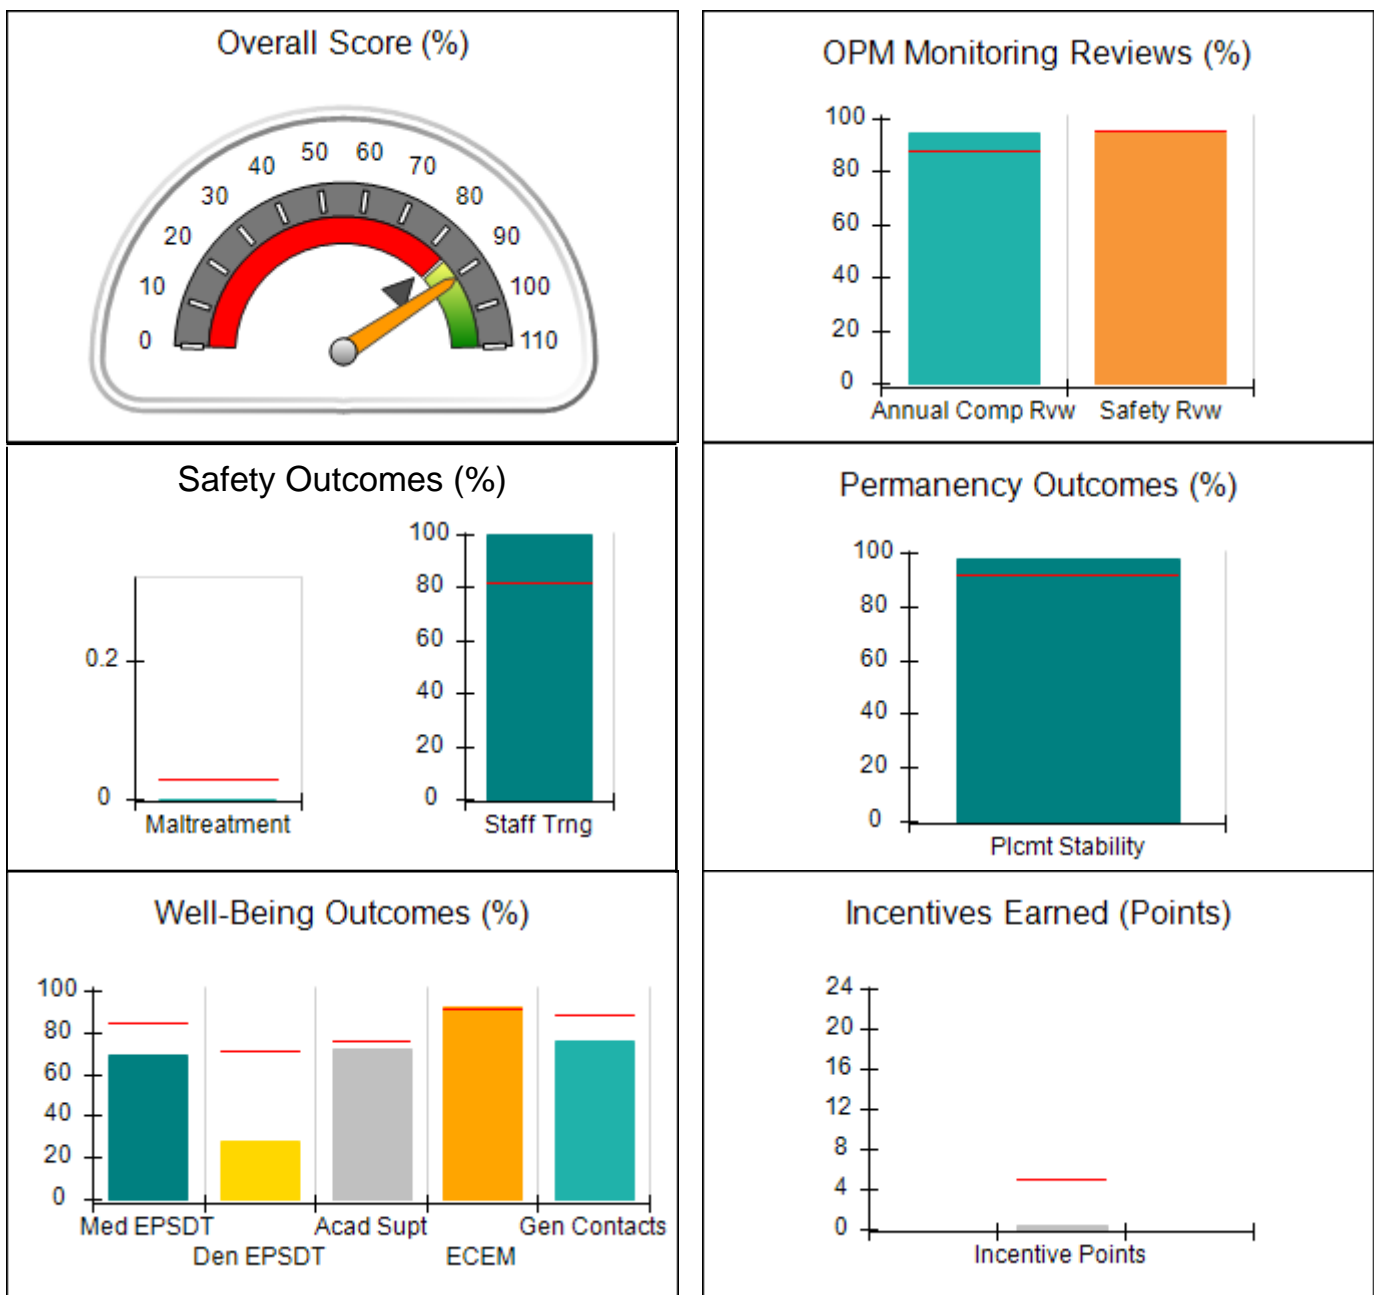 Overall Score (%)
0 10 20 30 40 50 60 70 80 90 100 110
OPM Monitoring Reviews (%)
100
80
60
40
20
0
Annual Comp Rvw Safety Rvw
Safety Outcomes (%)
0.2
0
Maltreatment
100
80
60
40
20
0
Staff Trng
Permanency Outcomes (%)
100
80
60
40
20
0
Plcmt Stability
Well-Being Outcomes (%)
100
80
60
40
20
0
Med EPSDT Acad Supt Gen Contacts
Den EPSDT ECEM
Incentives Earned (Points)
24
20
16
12
8
4
0
Incentive Points